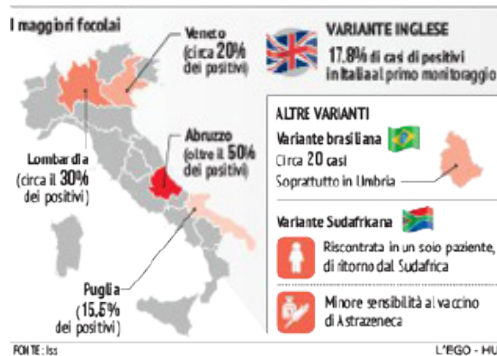 I maggiori focolai
Veneto
(circa 20%
dei positivi)
Lombardia
(circa il 30%
dei positivi)
Abruzzo
(oltre il 50%
dei positivi)
Puglia
(15,5%
dei positivi)
FONTE: Iss
VARIANTE INGLESE
17,8% di casi di positivi
in Italia al primo monitoraggio
ALTRE VARIANTI
Variante brasiliana
Circa 20 casi
Soprattutto in Umbria
Variante Sudafrikana
Riscontrata in un solo paziente,
di ritorno dal Sudafrica
Minore sensibilità al vaccino
di Astrazeneca
L'EGO - HU